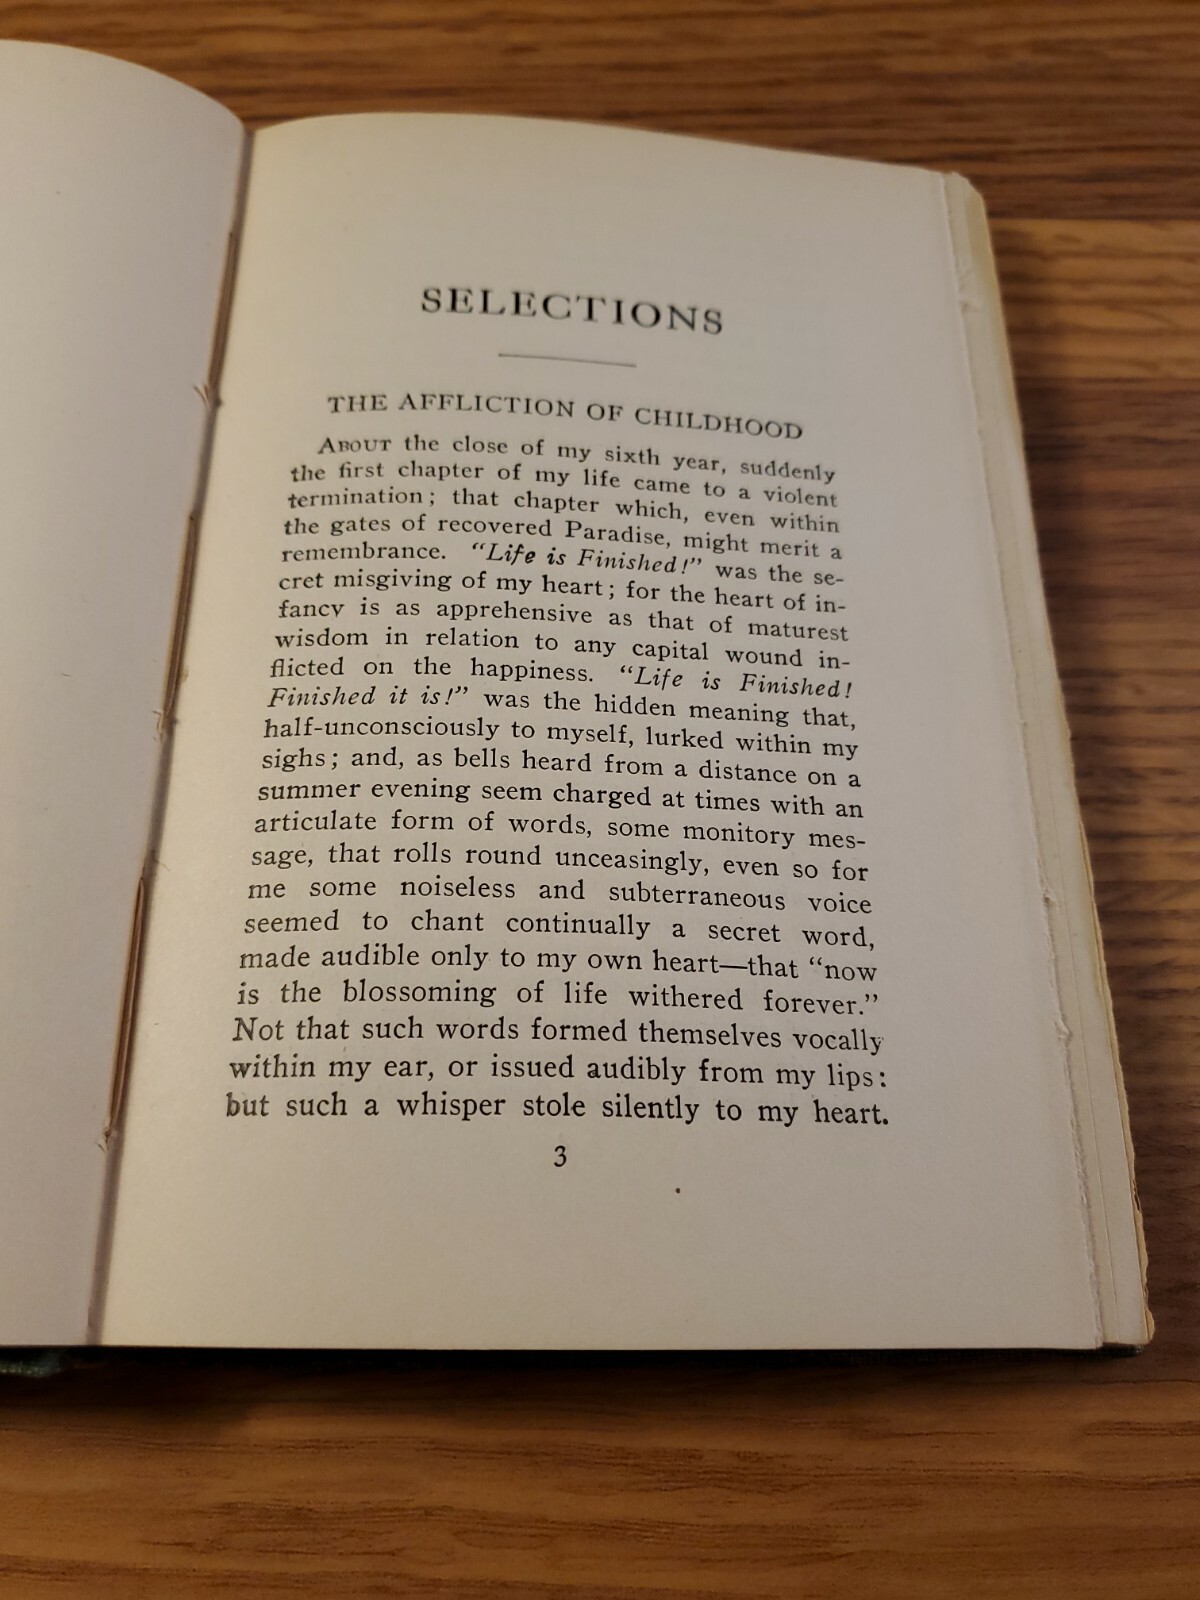 SELECTIONS
THE AFFLICTION OF CHILDHOOD
ABOUT the close of my sixth year, suddenly
the first chapter of my life came to a violent
termination; that chapter which, even within
the gates of recovered Paradise, might merit a
remembrance. "Life is Finished!" was the se-
cret misgiving of my heart; for the heart of in-
fancy is as apprehensive as that of maturest
wisdom in relation to any capital wound in-
flicted on the happiness. "Life is Finished!
Finished it is!" was the hidden meaning that,
half-unconsciously to myself, lurked within my
sighs; and, as bells heard from a distance on a
summer evening seem charged at times with an
articulate form of words, some monitory mes-
sage, that rolls round unceasingly, even so for
me some noiseless and subterraneous voice
seemed to chant continually a secret word,
made audible only to my own heart—that "now
is the blossoming of life withered forever."
Not that such words formed themselves vocally
within my ear, or issued audibly from my lips:
but such a whisper stole silently to my heart.
3